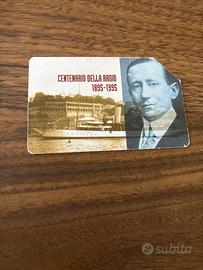 CENTENARIO DELLA RADIO
1895-1995
subito